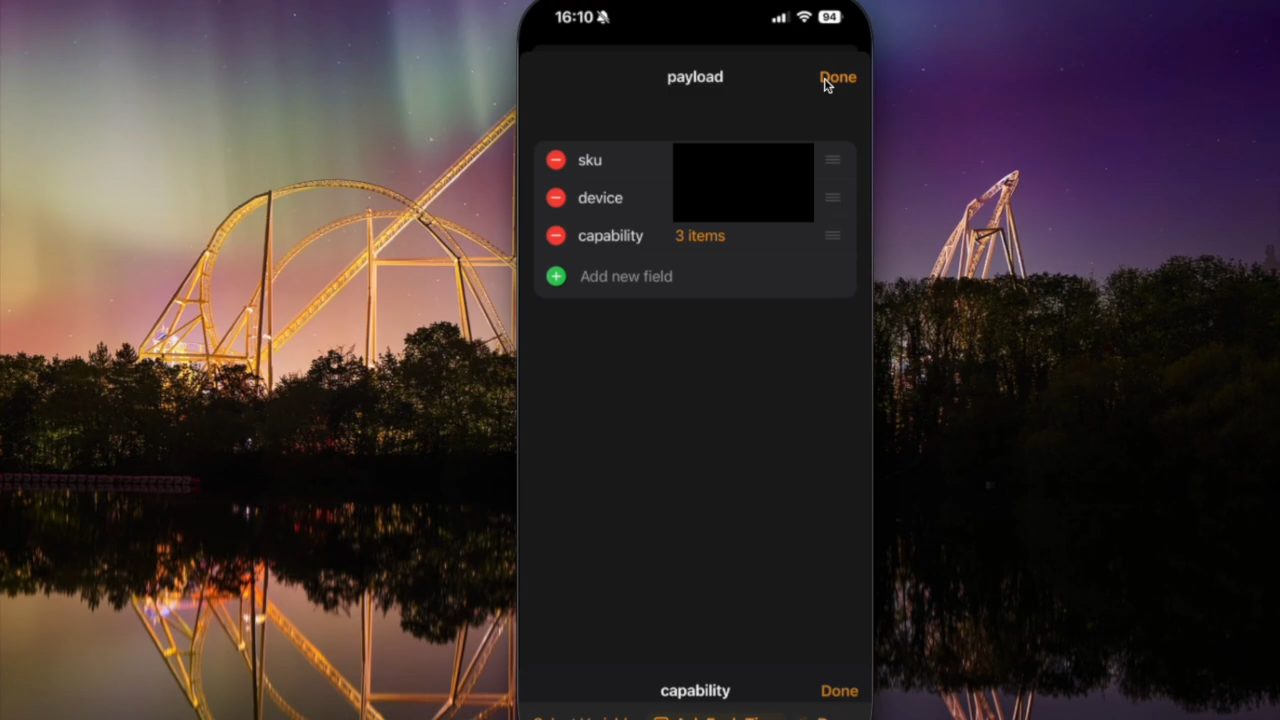 16:10
94
payload
Done
sku
device
capability
3 items
Add new field
capability
Done